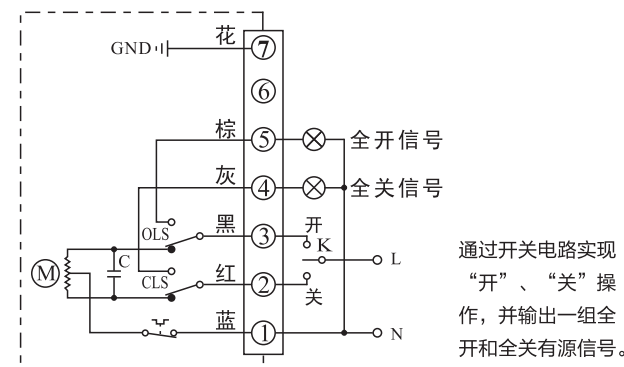 花
GND
⑦
⑥
棕
⑤
全开信号
灰
④
全关信号
OLS
黑
③
开
K
L
M
C
CLS
红
②
关
蓝
①
N
通过开关电路实现
“开”、“关”操
作，并输出一组全
开和全关有源信号。